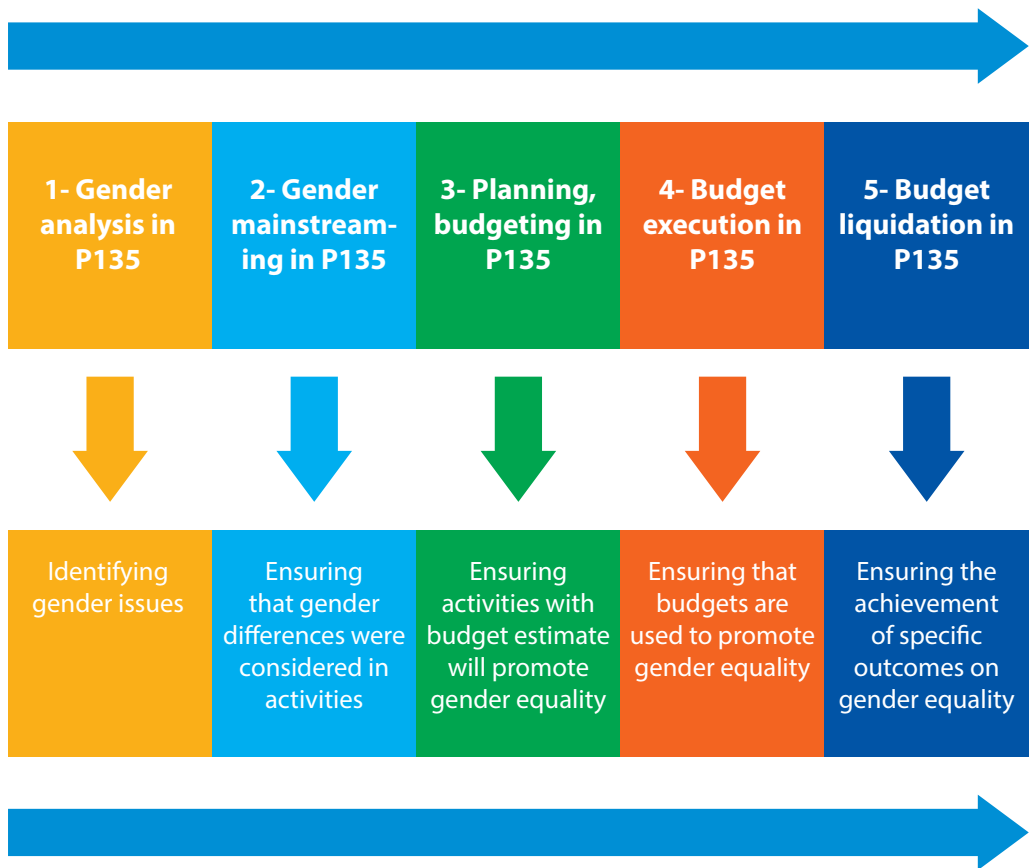 1- Gender
analysis in
P135
2- Gender
mainstream-
ing in P135
3- Planning,
budgeting in
P135
4- Budget
execution in
P135
5- Budget
liquidation in
P135
Identifying
gender issues
Ensuring
that gender
differences were
considered in
activities
Ensuring
activities with
budget estimate
will promote
gender equality
Ensuring that
budgets are
used to promote
gender equality
Ensuring the
achievement
of specific
outcomes on
gender equality